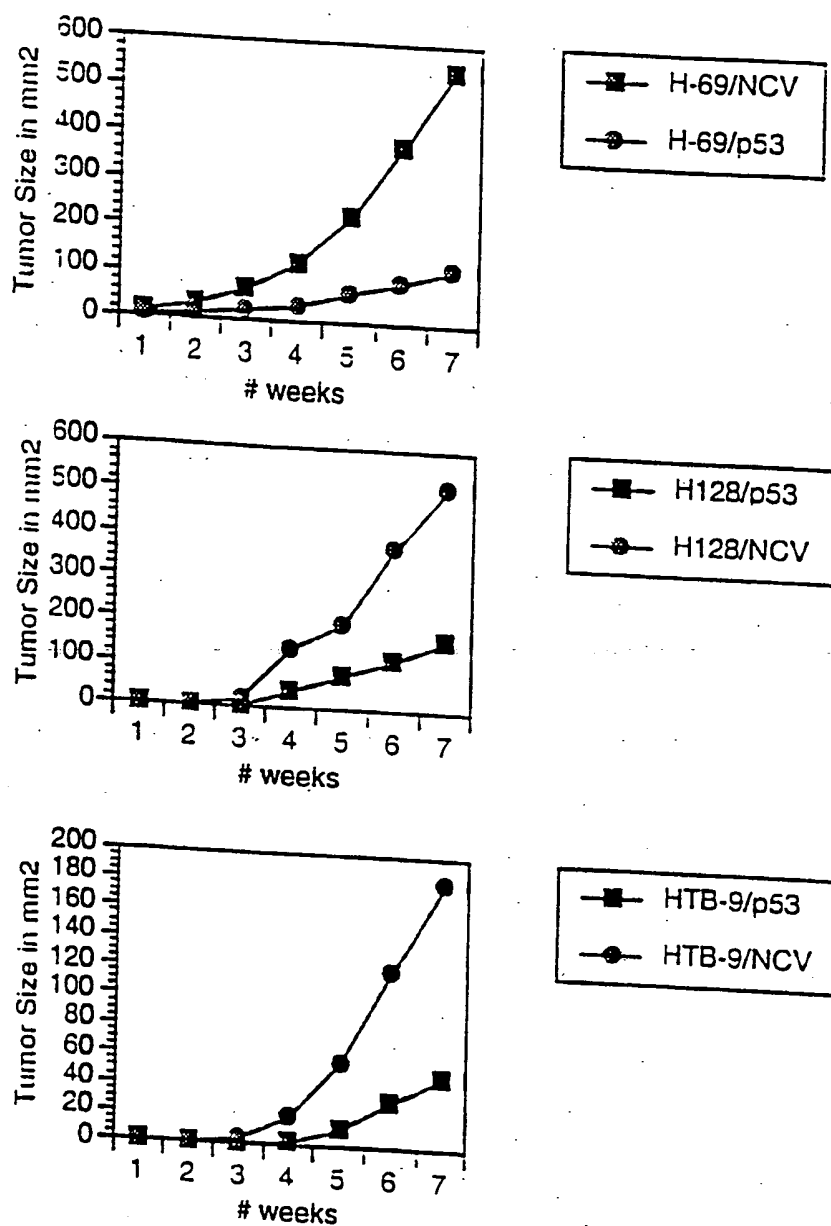 600
500
400
300
200
100
0
Tumor Size in mm2
1 2 3 4 5 6 7
# weeks
H-69/NCV
H-69/p53
600
500
400
300
200
100
0
Tumor Size in mm2
1 2 3 4 5 6 7
# weeks
H128/p53
H128/NCV
200
180
160
140
120
100
80
60
40
20
0
Tumor Size in mm2
1 2 3 4 5 6 7
# weeks
HTB-9/p53
HTB-9/NCV